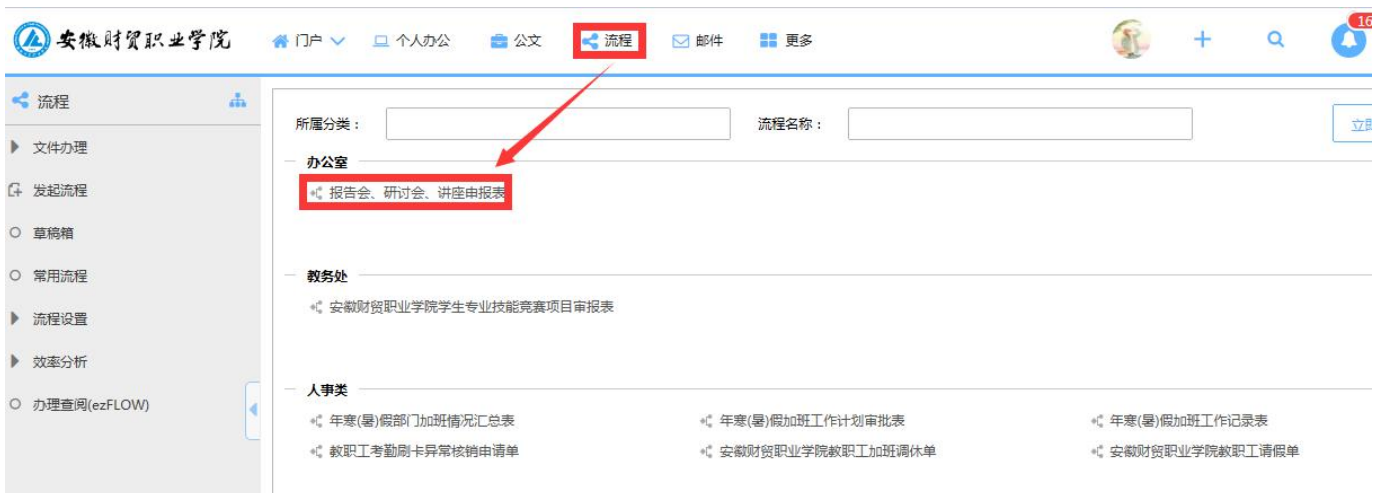 安徽财贸职业学院 门户 个人办公 公文 流程 邮件 更多 16
流程
所属分类： 流程名称： 立即
文件办理
办公室
发起流程
报告会、研讨会、讲座申报表
草稿箱
常用流程
教务处
安徽财贸职业学院学生专业技能竞赛项目审报表
流程设置
效率分析
人事类
办理查阅(ezFLOW)
年寒(暑)假部门加班情况汇总表 年寒(暑)假加班工作计划审批表 年寒(暑)假加班工作记录表
教职工考勤刷卡异常核销申请单 安徽财贸职业学院教职工加班调休单 安徽财贸职业学院教职工请假单